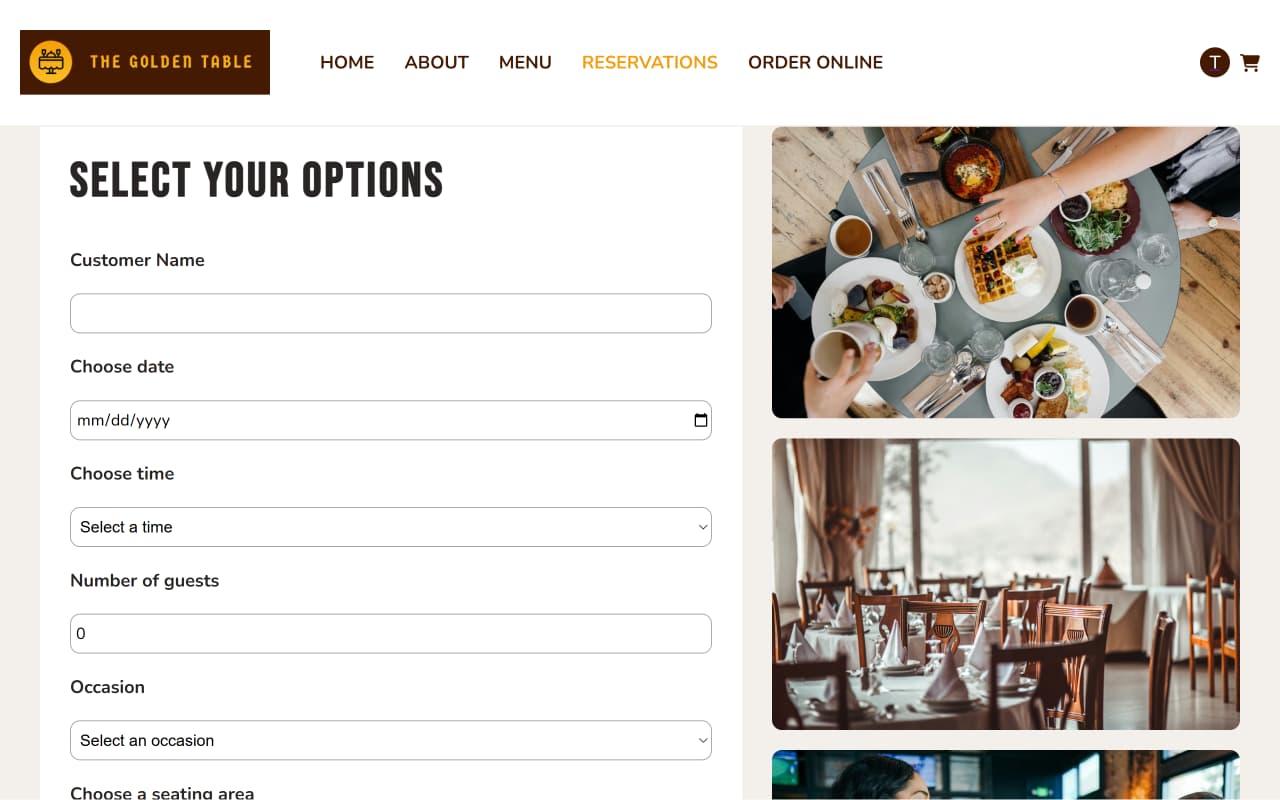 THE GOLDEN TABLE
HOME ABOUT MENU RESERVATIONS ORDER ONLINE
T
SELECT YOUR OPTIONS
Customer Name
Choose date
mm/dd/yyyy
Choose time
Select a time
Number of guests
0
Occasion
Select an occasion
Choose a seating area